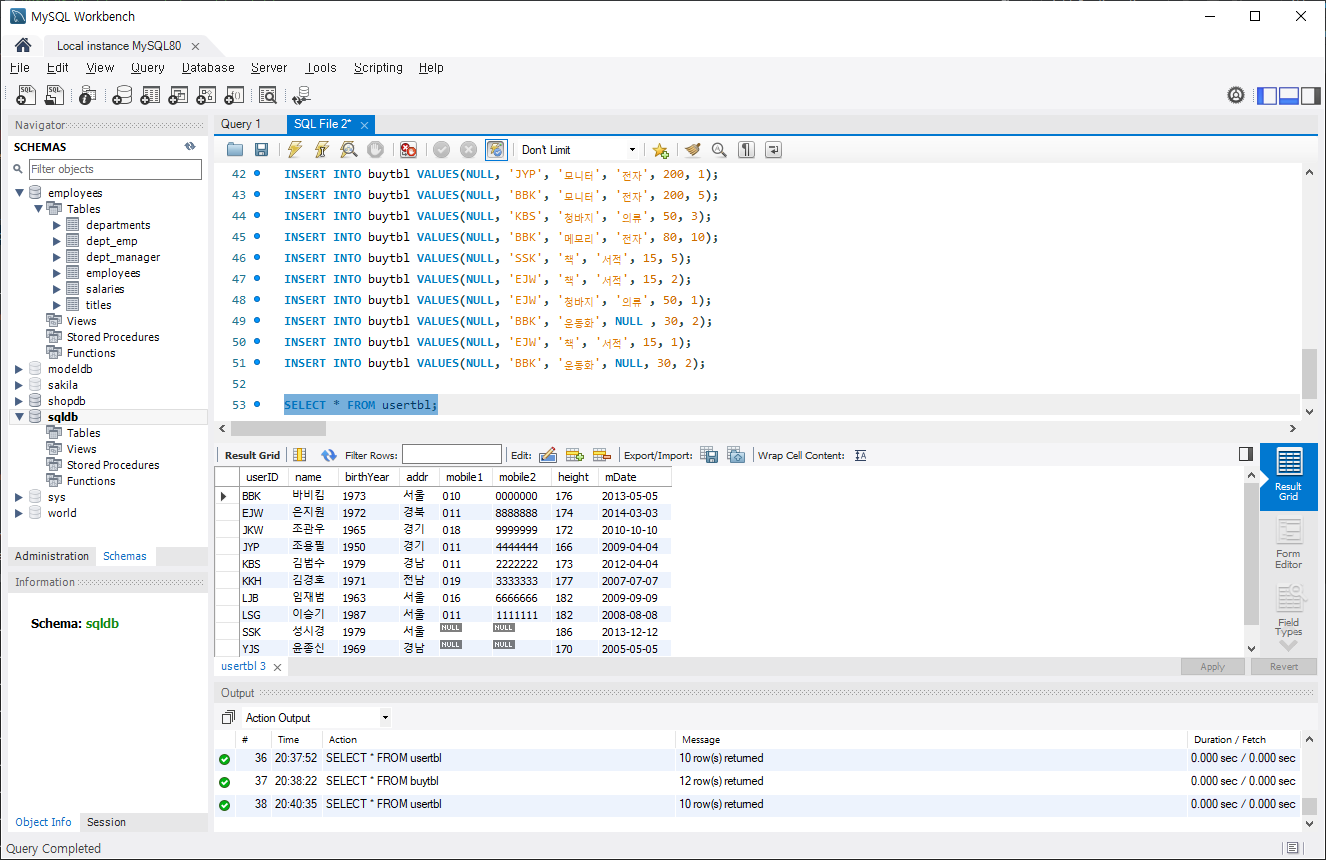 MySQL Workbench
Local instance MySQL80
File Edit View Query Database Server Tools Scripting Help
Navigator
SCHEMAS
Filter objects
employees
Tables
departments
dept_emp
dept_manager
employees
salaries
titles
Views
Stored Procedures
Functions
modeldb
sakila
shopdb
sqldb
Tables
Views
Stored Procedures
Functions
sys
world
Administration Schemas
Information
Schema: sqldb
Object Info Session
Query Completed
Query 1 SQL File 2*
Don't Limit
42 INSERT INTO buytbl VALUES(NULL, 'JYP', '모니터', '전자', 200, 1);
43 INSERT INTO buytbl VALUES(NULL, 'BBK', '모니터', '전자', 200, 5);
44 INSERT INTO buytbl VALUES(NULL, 'KBS', '청바지', '의류', 50, 3);
45 INSERT INTO buytbl VALUES(NULL, 'BBK', '메모리', '전자', 80, 10);
46 INSERT INTO buytbl VALUES(NULL, 'SSK', '책', '서적', 15, 5);
47 INSERT INTO buytbl VALUES(NULL, 'EJW', '책', '서적', 15, 2);
48 INSERT INTO buytbl VALUES(NULL, 'EJW', '청바지', '의류', 50, 1);
49 INSERT INTO buytbl VALUES(NULL, 'BBK', '운동화', NULL , 30, 2);
50 INSERT INTO buytbl VALUES(NULL, 'EJW', '책', '서적', 15, 1);
51 INSERT INTO buytbl VALUES(NULL, 'BBK', '운동화', NULL, 30, 2);
52
53 SELECT * FROM usertbl;
Result Grid Filter Rows: Edit: Export/Import: Wrap Cell Content:
userID name birthYear addr mobile1 mobile2 height mDate
BBK 바비킴 1973 서울 010 0000000 176 2013-05-05
EJW 은지원 1972 경북 011 8888888 174 2014-03-03
JKW 조관우 1965 경기 018 9999999 172 2010-10-10
JYP 조용필 1950 경기 011 4444444 166 2009-04-04
KBS 김범수 1979 경남 011 2222222 173 2012-04-04
KKH 김경호 1971 전남 019 3333333 177 2007-07-07
LJB 임재범 1963 서울 016 6666666 182 2009-09-09
LSG 이승기 1987 서울 011 1111111 182 2008-08-08
SSK 성시경 1979 서울 NULL NULL 186 2013-12-12
YJS 윤종신 1969 경남 NULL NULL 170 2005-05-05
Result Grid
Form Editor
Field Types
usertbl 3
Apply Revert
Output
Action Output
# Time Action Message Duration / Fetch
36 20:37:52 SELECT * FROM usertbl 10 row(s) returned 0.000 sec / 0.000 sec
37 20:38:22 SELECT * FROM buytbl 12 row(s) returned 0.000 sec / 0.000 sec
38 20:40:35 SELECT * FROM usertbl 10 row(s) returned 0.000 sec / 0.000 sec